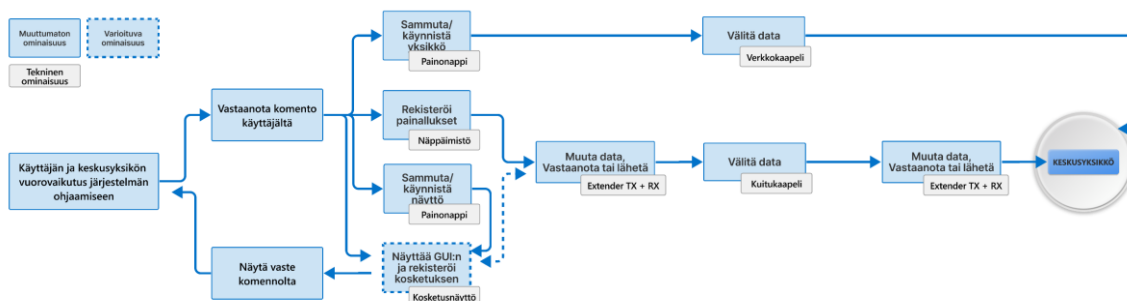 Muuttumaton
ominaisuus
Varioituva
ominaisuus
Tekninen
ominaisuus
Käyttäjän ja keskusyksikön
vuorovaikutus järjestelmän
ohjaamiseen
Vastaanota komento
käyttäjältä
Näytä vaste
komennolta
Sammuta/
käynnistä
yksikkö
Painonappi
Rekisteröi
painallukset
Näppäimistö
Sammuta/
käynnistä
näyttö
Painonappi
Näyttää GUI:n
ja rekisteröi
kosketuksen
Kosketusnäyttö
Muuta data,
Vastaanota tai lähetä
Extender TX + RX
Välitä data
Verkkokaapeli
Välitä data
Kuitukaapeli
Muuta data,
Vastaanota tai lähetä
Extender TX + RX
KESKUSYKSIKKÖ